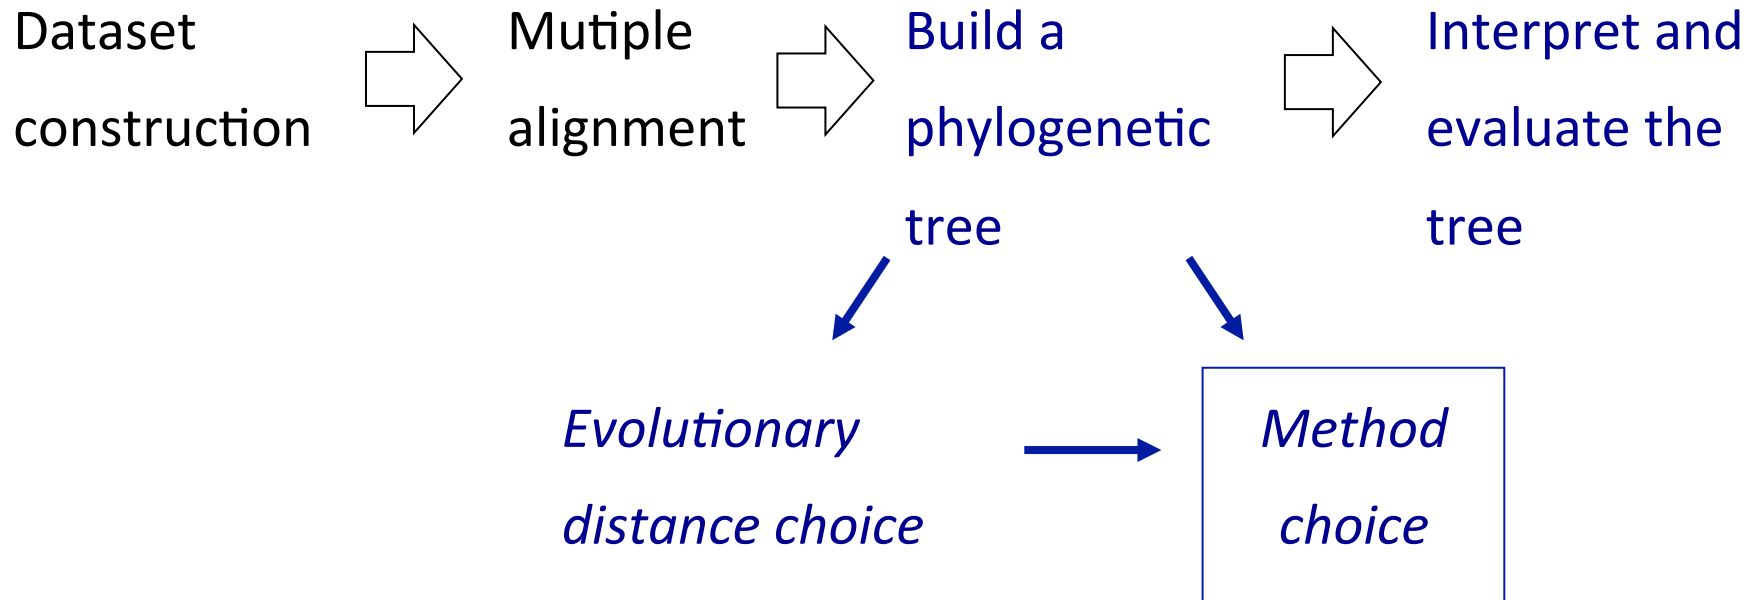 Dataset
construction
Mutiple
alignment
Build a
phylogenetic
tree
Interpret and
evaluate the
tree
Evolutionary
distance choice
Method
choice